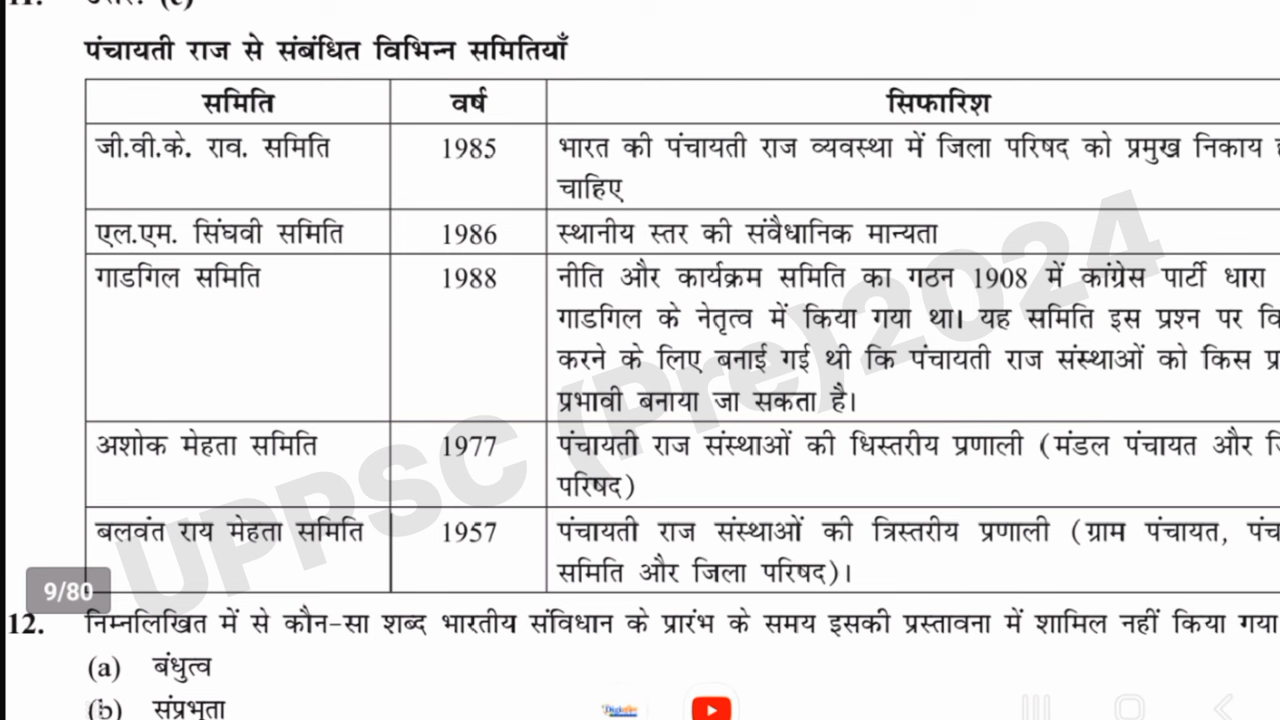 11. उत्तर: (c)
पंचायती राज से संबंधित विभिन्न समितियाँ
समिति वर्ष सिफारिश
जी.वी.के. राव. समिति 1985 भारत की पंचायती राज व्यवस्था में जिला परिषद को प्रमुख निकाय
चाहिए
एल.एम. सिंघवी समिति 1986 स्थानीय स्तर की संवैधानिक मान्यता
गाडगिल समिति 1988 नीति और कार्यक्रम समिति का गठन 1908 में कांग्रेस पार्टी धारा
गाडगिल के नेतृत्व में किया गया था। यह समिति इस प्रश्न पर
करने के लिए बनाई गई थी कि पंचायती राज संस्थाओं को किस
प्रभावी बनाया जा सकता है।
अशोक मेहता समिति 1977 पंचायती राज संस्थाओं की धिस्तरीय प्रणाली (मंडल पंचायत और
परिषद)
बलवंत राय मेहता समिति 1957 पंचायती राज संस्थाओं की त्रिस्तरीय प्रणाली (ग्राम पंचायत,
समिति और जिला परिषद)।
UPPSC (Pre) 2024
9/80
12. निम्नलिखित में से कौन-सा शब्द भारतीय संविधान के प्रारंभ के समय इसकी प्रस्तावना में शामिल नहीं किया गया
(a) बंधुत्व
(b) संप्रभुता